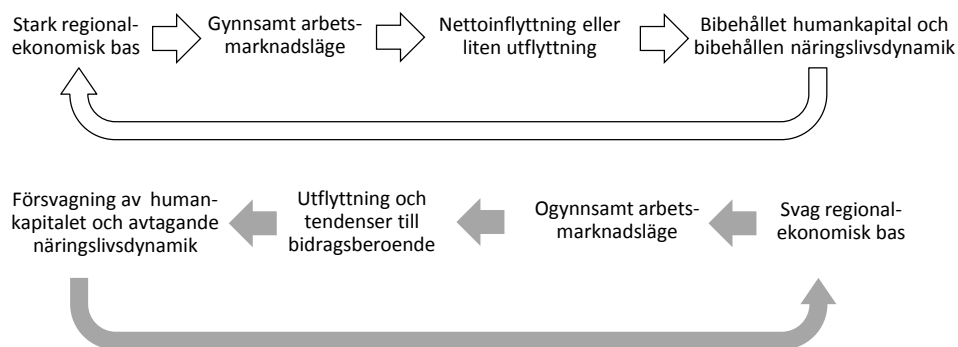 Stark regional-
ekonomisk bas
Gynnsamt arbets-
marknadsläge
Nettoinflyttning eller
liten utflyttning
Bibehållet humankapital och
bibehållen näringslivsdynamik
Försvagning av human-
kapitalet och avtagande
näringslivsdynamik
Utflyttning och
tendenser till
bidragsberoende
Ogynnsamt arbets-
marknadsläge
Svag regional-
ekonomisk bas